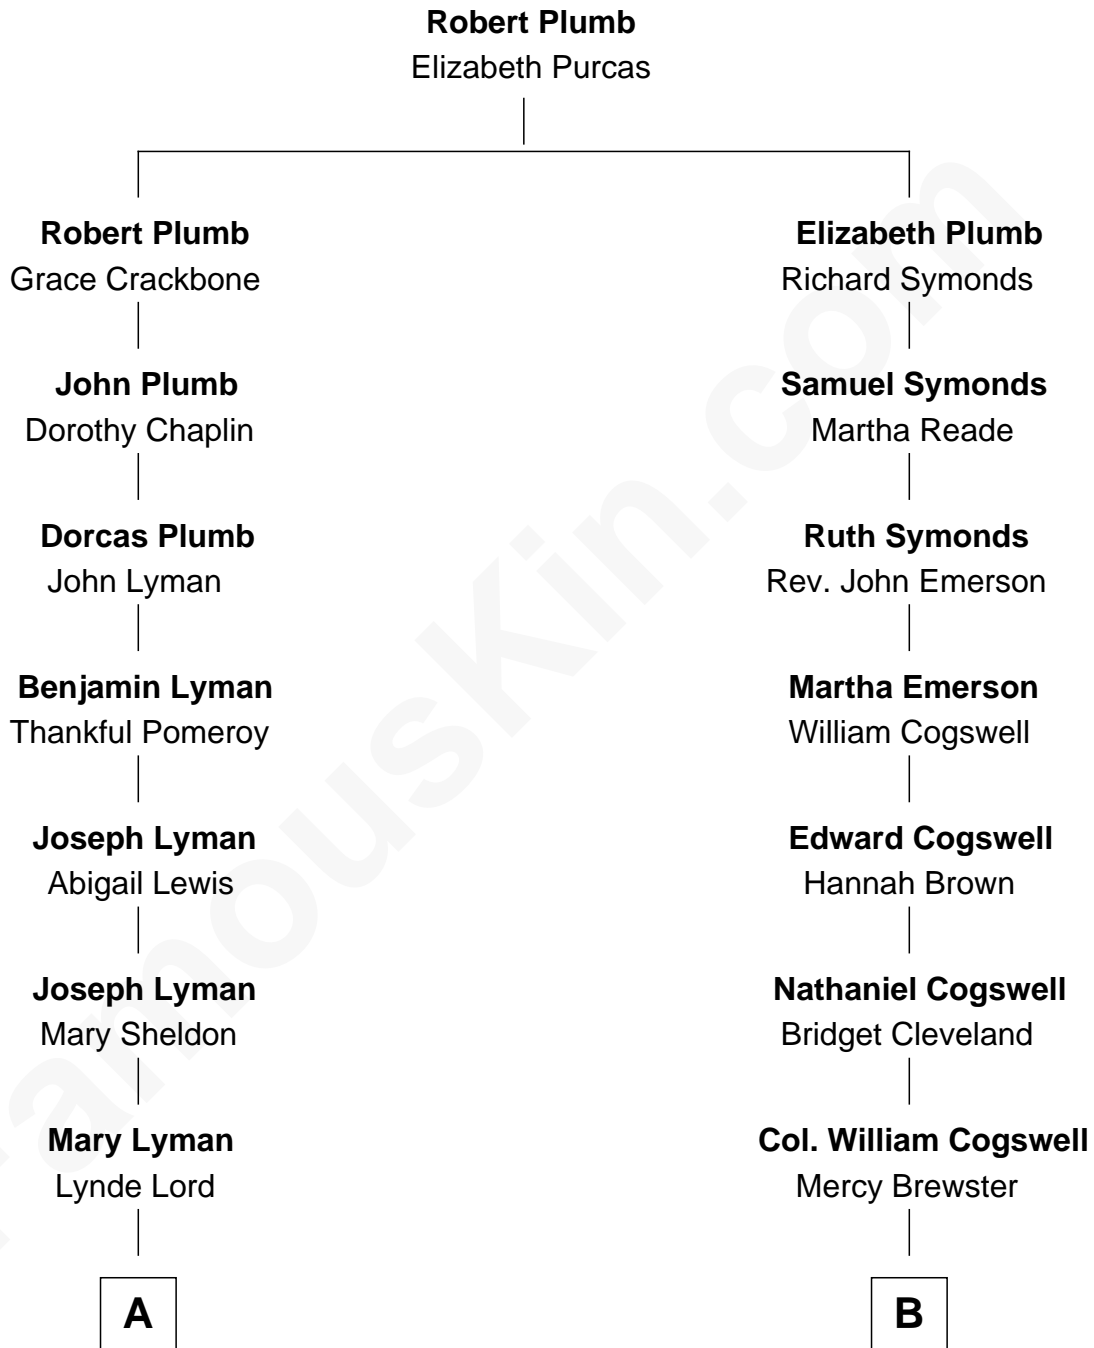 Robert Plumb
Elizabeth Purcas
Robert Plumb
Grace Crackbone
John Plumb
Dorothy Chaplin
Dorcas Plumb
John Lyman
Benjamin Lyman
Thankful Pomeroy
Joseph Lyman
Abigail Lewis
Joseph Lyman
Mary Sheldon
Mary Lyman
Lynde Lord
A
Elizabeth Plumb
Richard Symonds
Samuel Symonds
Martha Reade
Ruth Symonds
Rev. John Emerson
Martha Emerson
William Cogswell
Edward Cogswell
Hannah Brown
Nathaniel Cogswell
Bridget Cleveland
Col. William Cogswell
Mercy Brewster
B
FamousKin.com